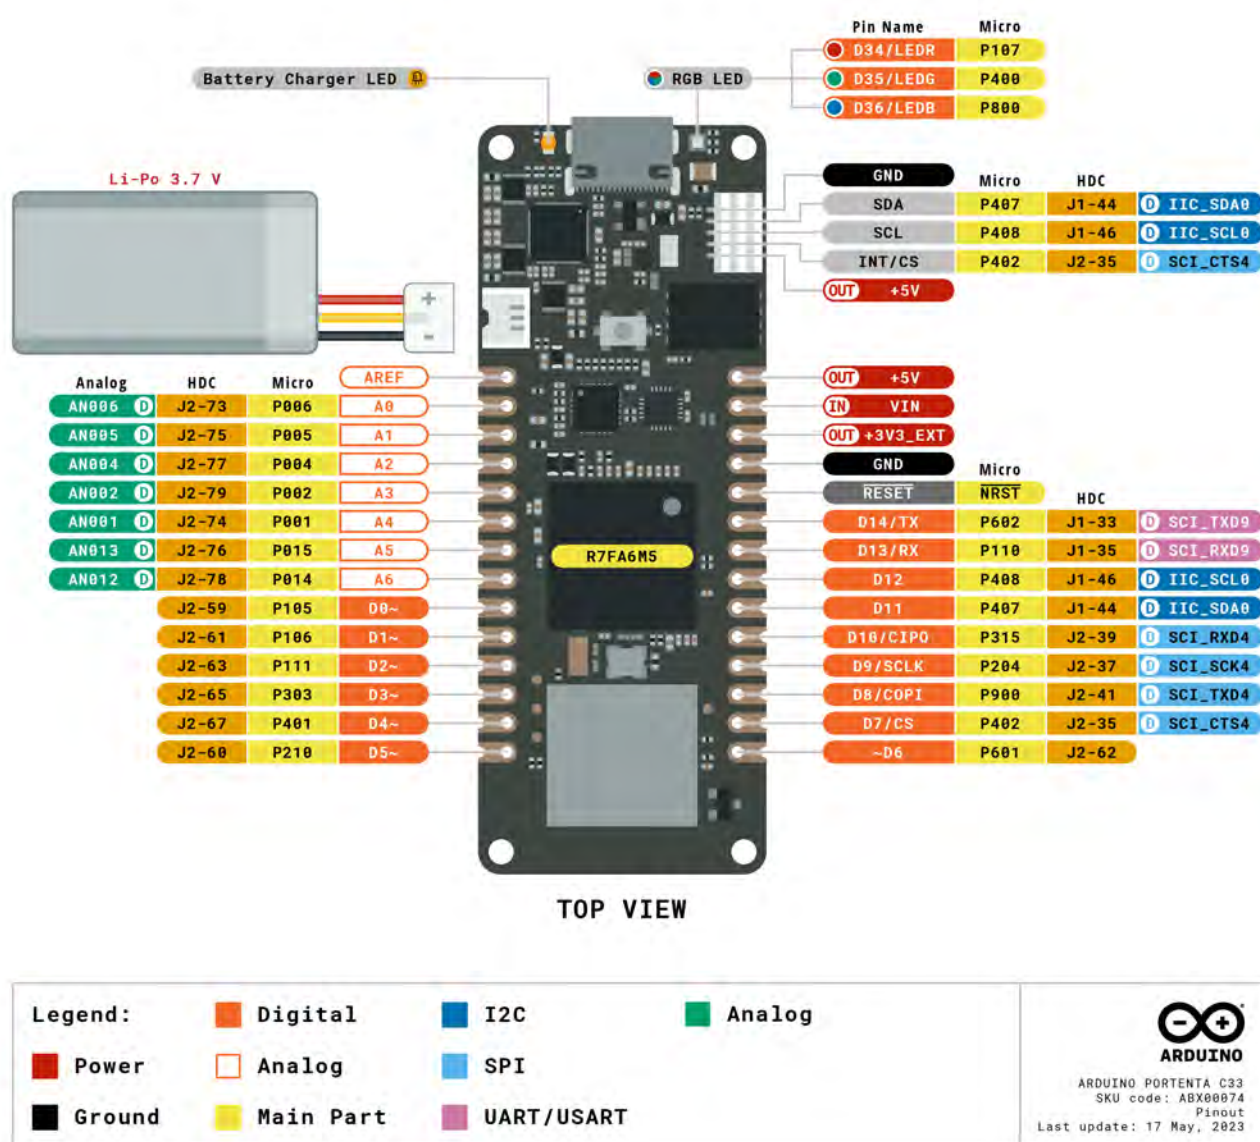 Pin Name Micro
D34/LEDR P107
Battery Charger LED RGB LED D35/LEDG P400
D36/LEDB P800
Li-Po 3.7 V
GND Micro HDC
SDA P407 J1-44 D IIC_SDA0
SCL P408 J1-46 D IIC_SCL0
INT/CS P402 J2-35 D SCI_CTS4
OUT +5V
+
-
Analog HDC Micro AREF
AN006 D J2-73 P006 A0
AN005 D J2-75 P005 A1
AN004 D J2-77 P004 A2
AN002 D J2-79 P002 A3
AN001 D J2-74 P001 A4
AN013 D J2-76 P015 A5
AN012 D J2-78 P014 A6
J2-59 P105 D0~
J2-61 P106 D1~
J2-63 P111 D2~
J2-65 P303 D3~
J2-67 P401 D4~
J2-60 P210 D5~
R7FA6M5
OUT +5V
IN VIN
OUT +3V3_EXT
GND Micro
RESET NRST HDC
D14/TX P602 J1-33 D SCI_TXD9
D13/RX P110 J1-35 D SCI_RXD9
D12 P408 J1-46 D IIC_SCL0
D11 P407 J1-44 D IIC_SDA0
D10/CIPO P315 J2-39 D SCI_RXD4
D9/SCLK P204 J2-37 D SCI_SCK4
D8/COPI P900 J2-41 D SCI_TXD4
D7/CS P402 J2-35 D SCI_CTS4
~D6 P601 J2-62
TOP VIEW
Legend: Digital I2C Analog
Power Analog SPI
Ground Main Part UART/USART
ARDUINO
ARDUINO PORTENTA C33
SKU code: ABX00074
Pinout
Last update: 17 May, 2023